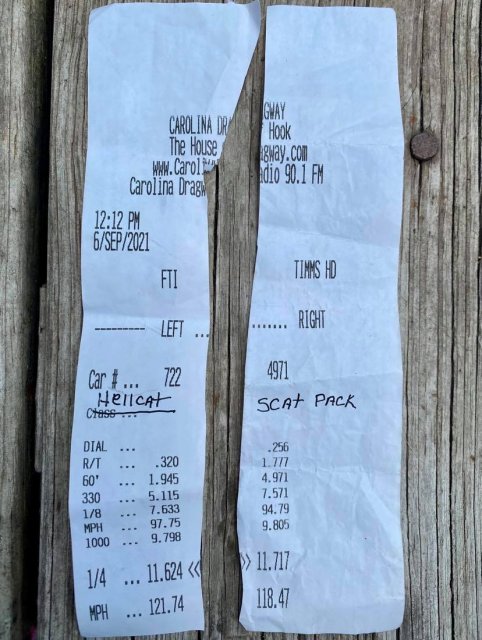 CAROLINA DR
The House
www.Caroli
Carolina Dragw
12:12 PM
6/SEP/2021
FTI
--------- LEFT ...
Car # ... 722
Hellcat
Class ...
DIAL ...
R/T ... .320
60' ... 1.945
330 ... 5.115
1/8 ... 7.633
MPH ... 97.75
1000 ... 9.798
1/4 ... 11.624 <<
MPH ... 121.74
GWAY
Hook
agway.com
adio 90.1 FM
TIMMS HD
....... RIGHT
4971
SCAT PACK
.256
1.777
4.971
7.571
94.79
9.805
>> 11.717
118.47